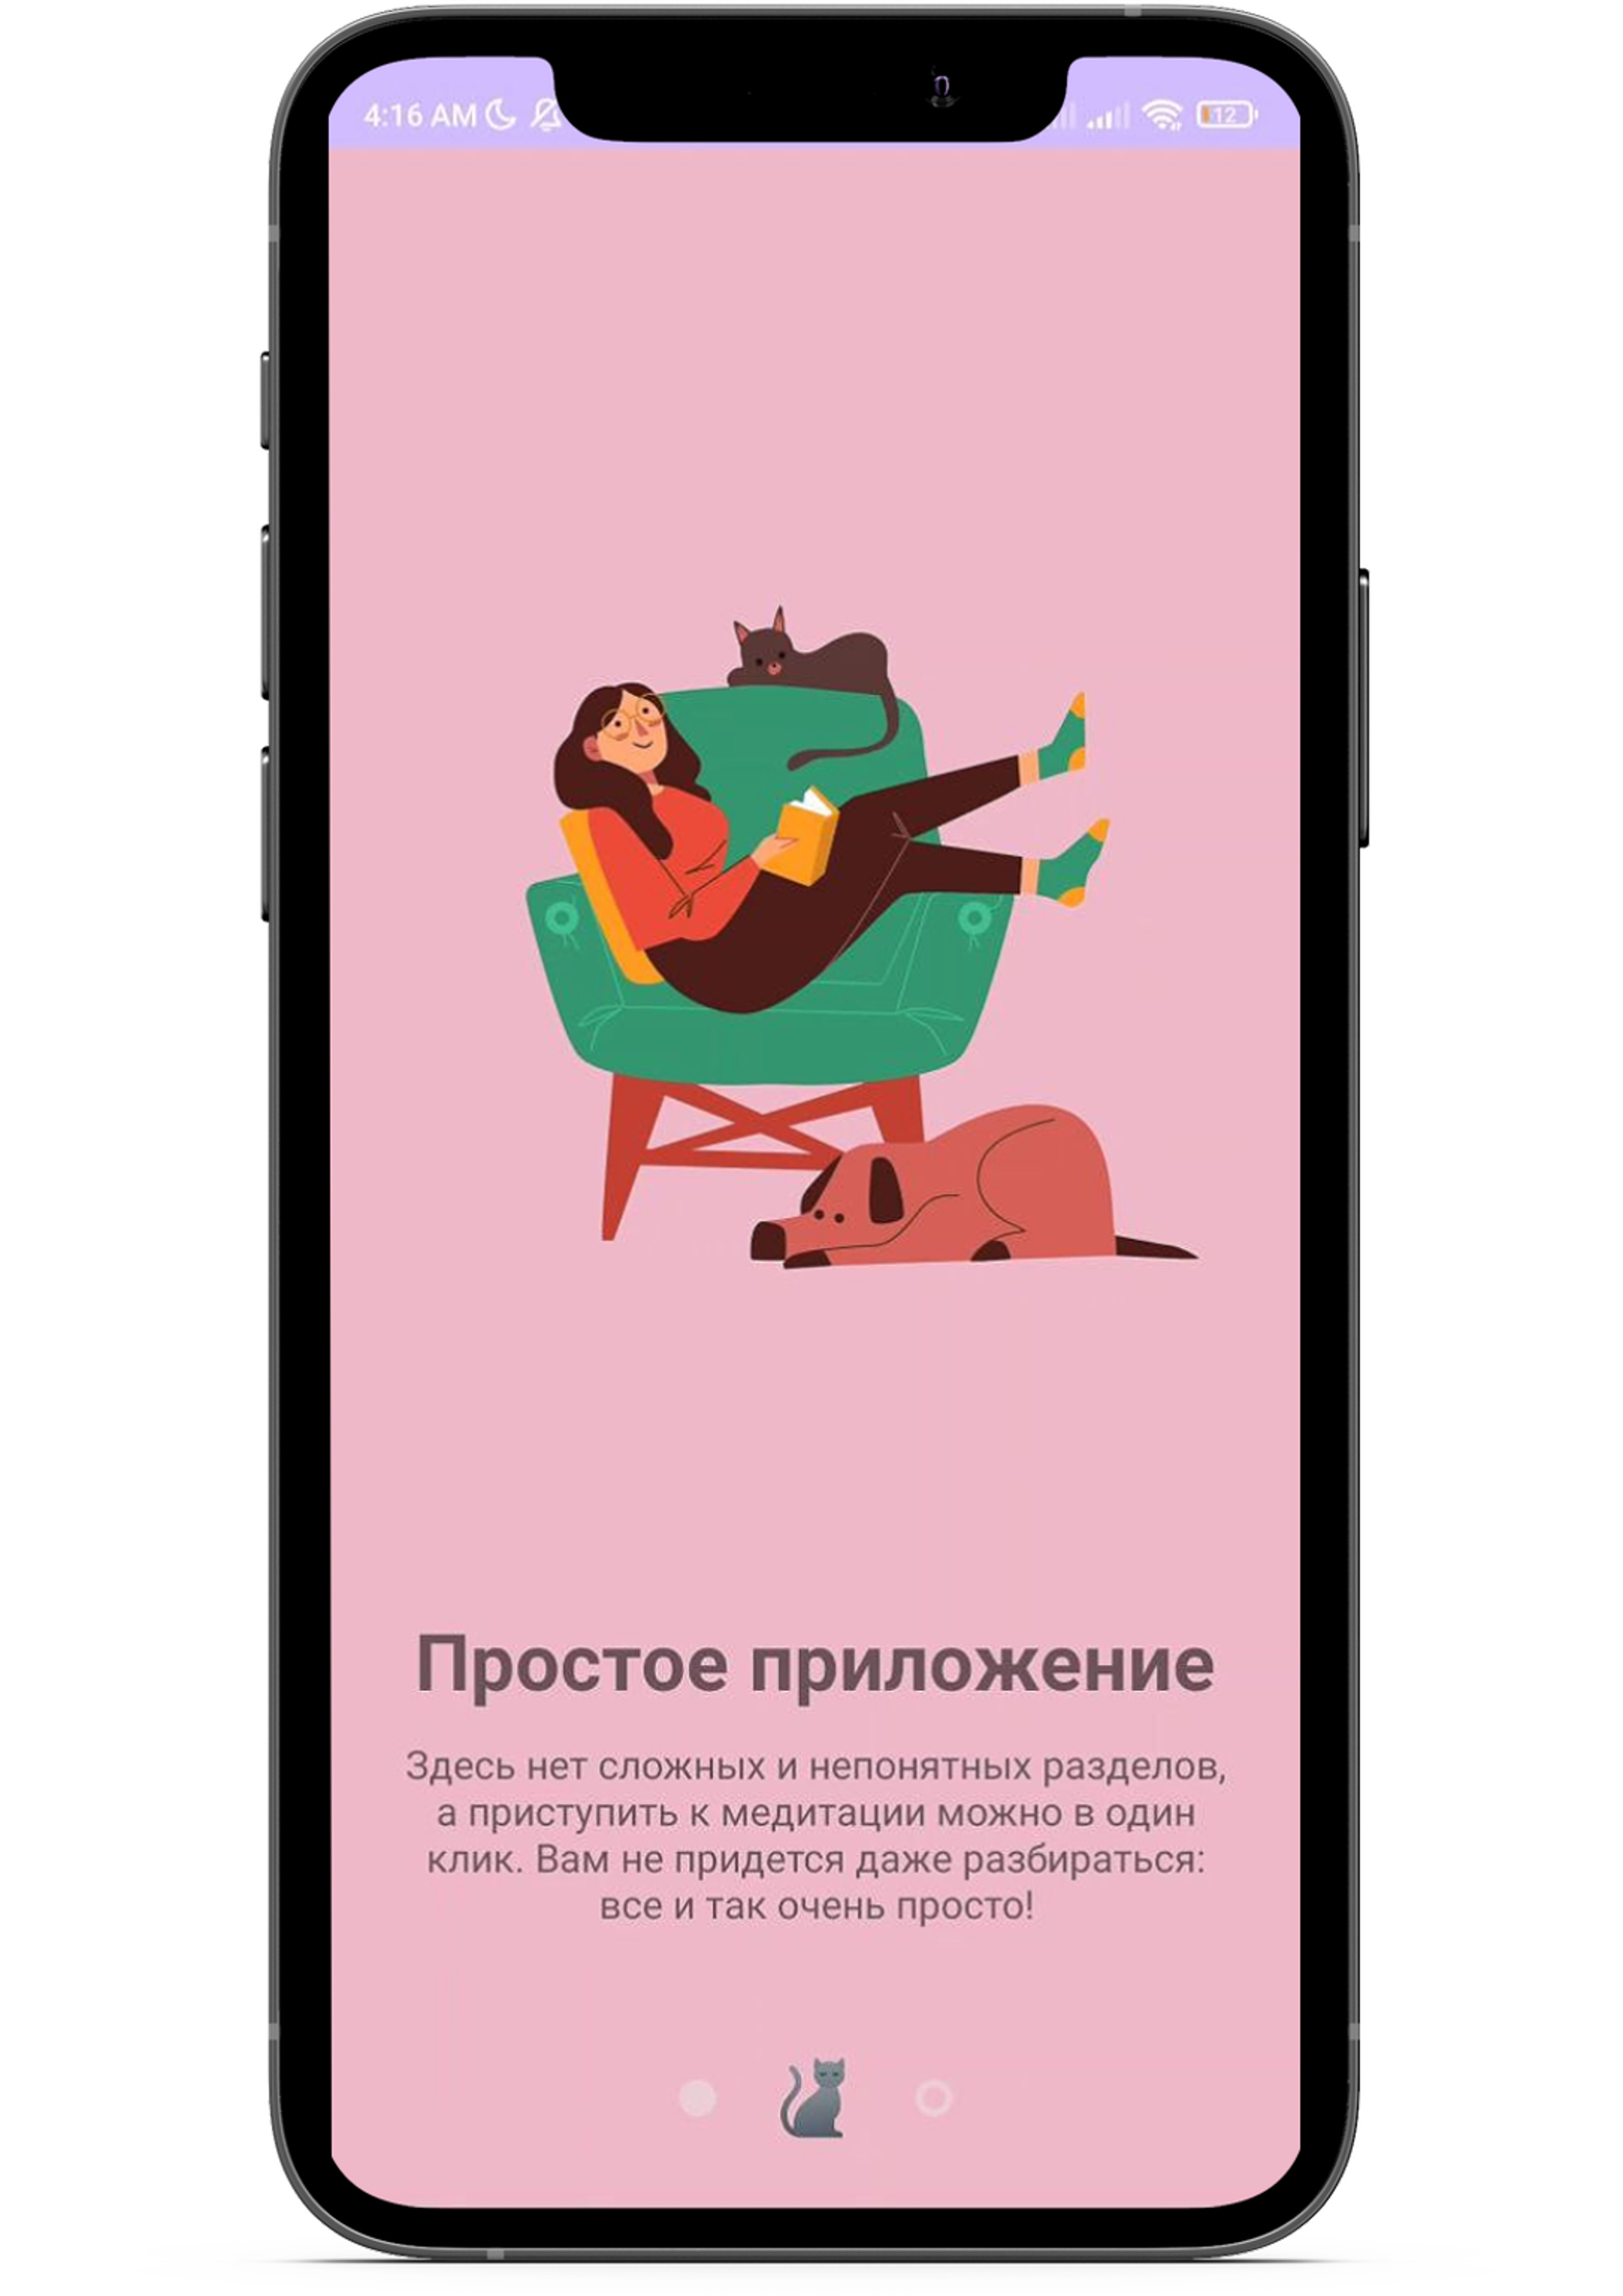 4:16 AM
12
Простое приложение
Здесь нет сложных и непонятных разделов,
а приступить к медитации можно в один
клик. Вам не придется даже разбираться:
все и так очень просто!